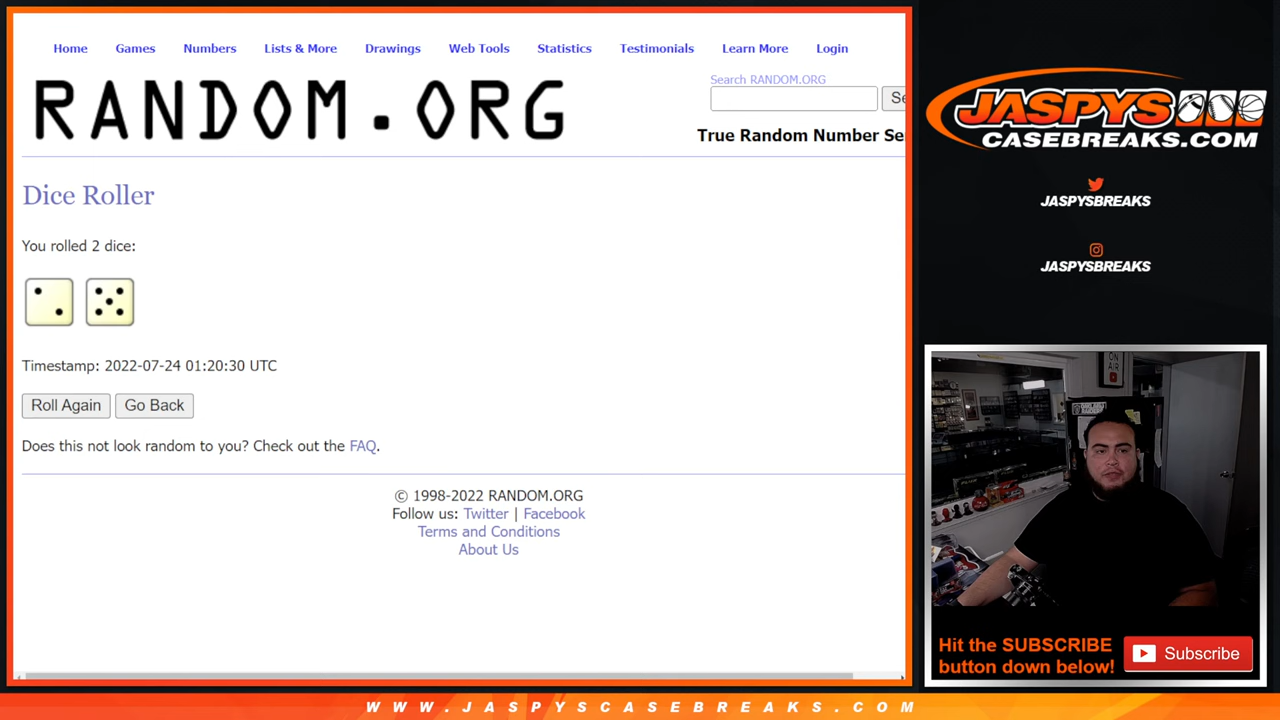 Home Games Numbers Lists & More Drawings Web Tools Statistics Testimonials Learn More Login
RANDOM.ORG
Search RANDOM.ORG
Se
True Random Number Se
Dice Roller
You rolled 2 dice:
Timestamp: 2022-07-24 01:20:30 UTC
Roll Again Go Back
Does this not look random to you? Check out the FAQ.
© 1998-2022 RANDOM.ORG
Follow us: Twitter | Facebook
Terms and Conditions
About Us
JASPYS
CASEBREAKS.COM
JASPYSBREAKS
JASPYSBREAKS
ON
AIR
Hit the SUBSCRIBE
button down below!
Subscribe
WWW.JASPYSCASEBREAKS.COM